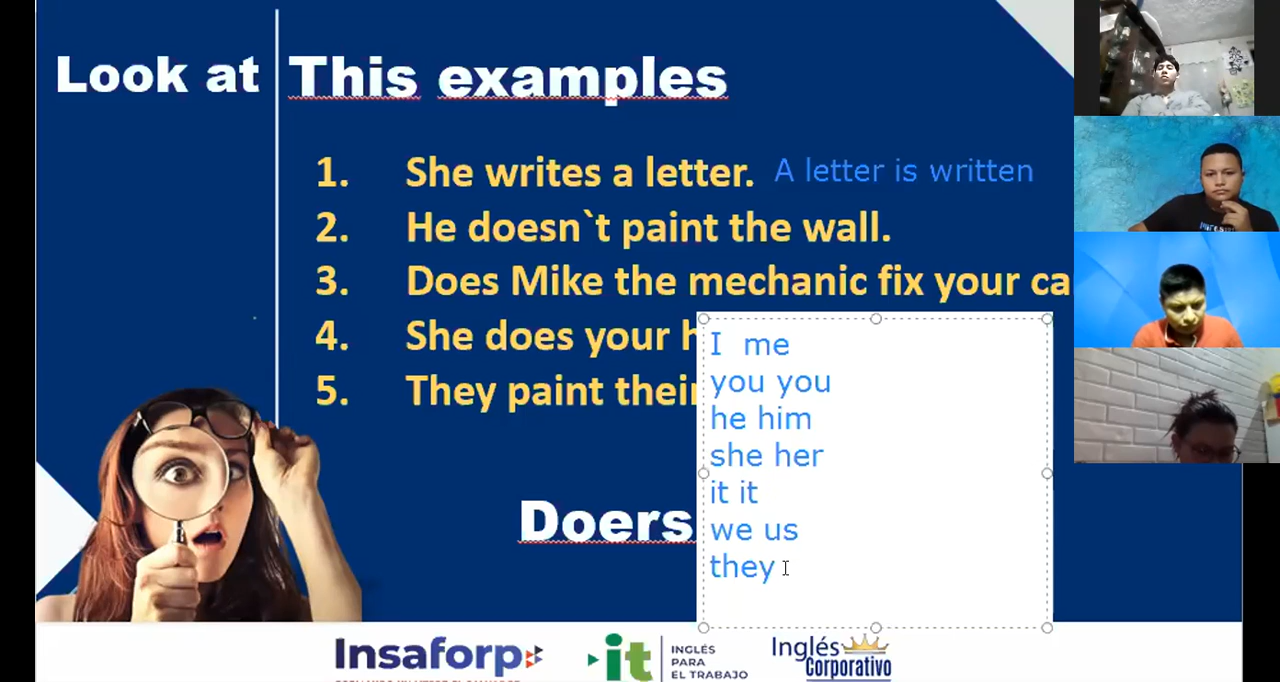 Look at
This examples
1. She writes a letter. A letter is written
2. He doesn`t paint the wall.
3. Does Mike the mechanic fix your ca
4. She does your h
5. They paint their
Doers
I me
you you
he him
she her
it it
we us
they
Insaforp
it
INGLÉS
PARA
EL TRABAJO
Inglés
Corporativo